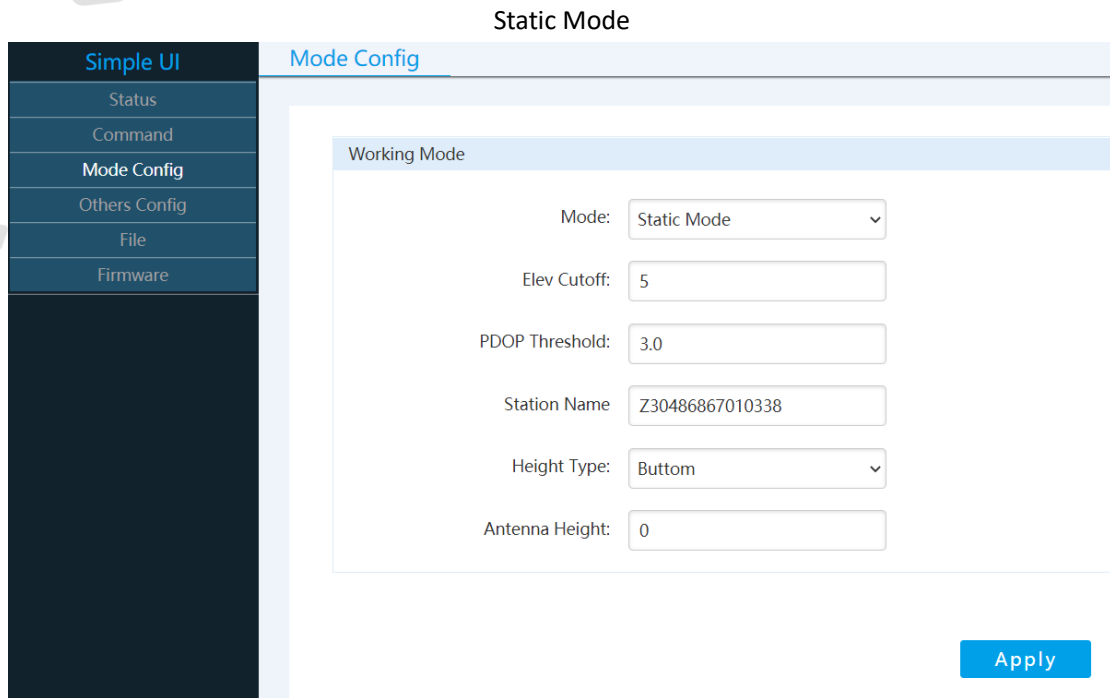 Static Mode
Simple UI
Status
Command
Mode Config
Others Config
File
Firmware
Mode Config
Working Mode
Mode: Static Mode
Elev Cutoff: 5
PDOP Threshold: 3.0
Station Name Z30486867010338
Height Type: Buttom
Antenna Height: 0
Apply